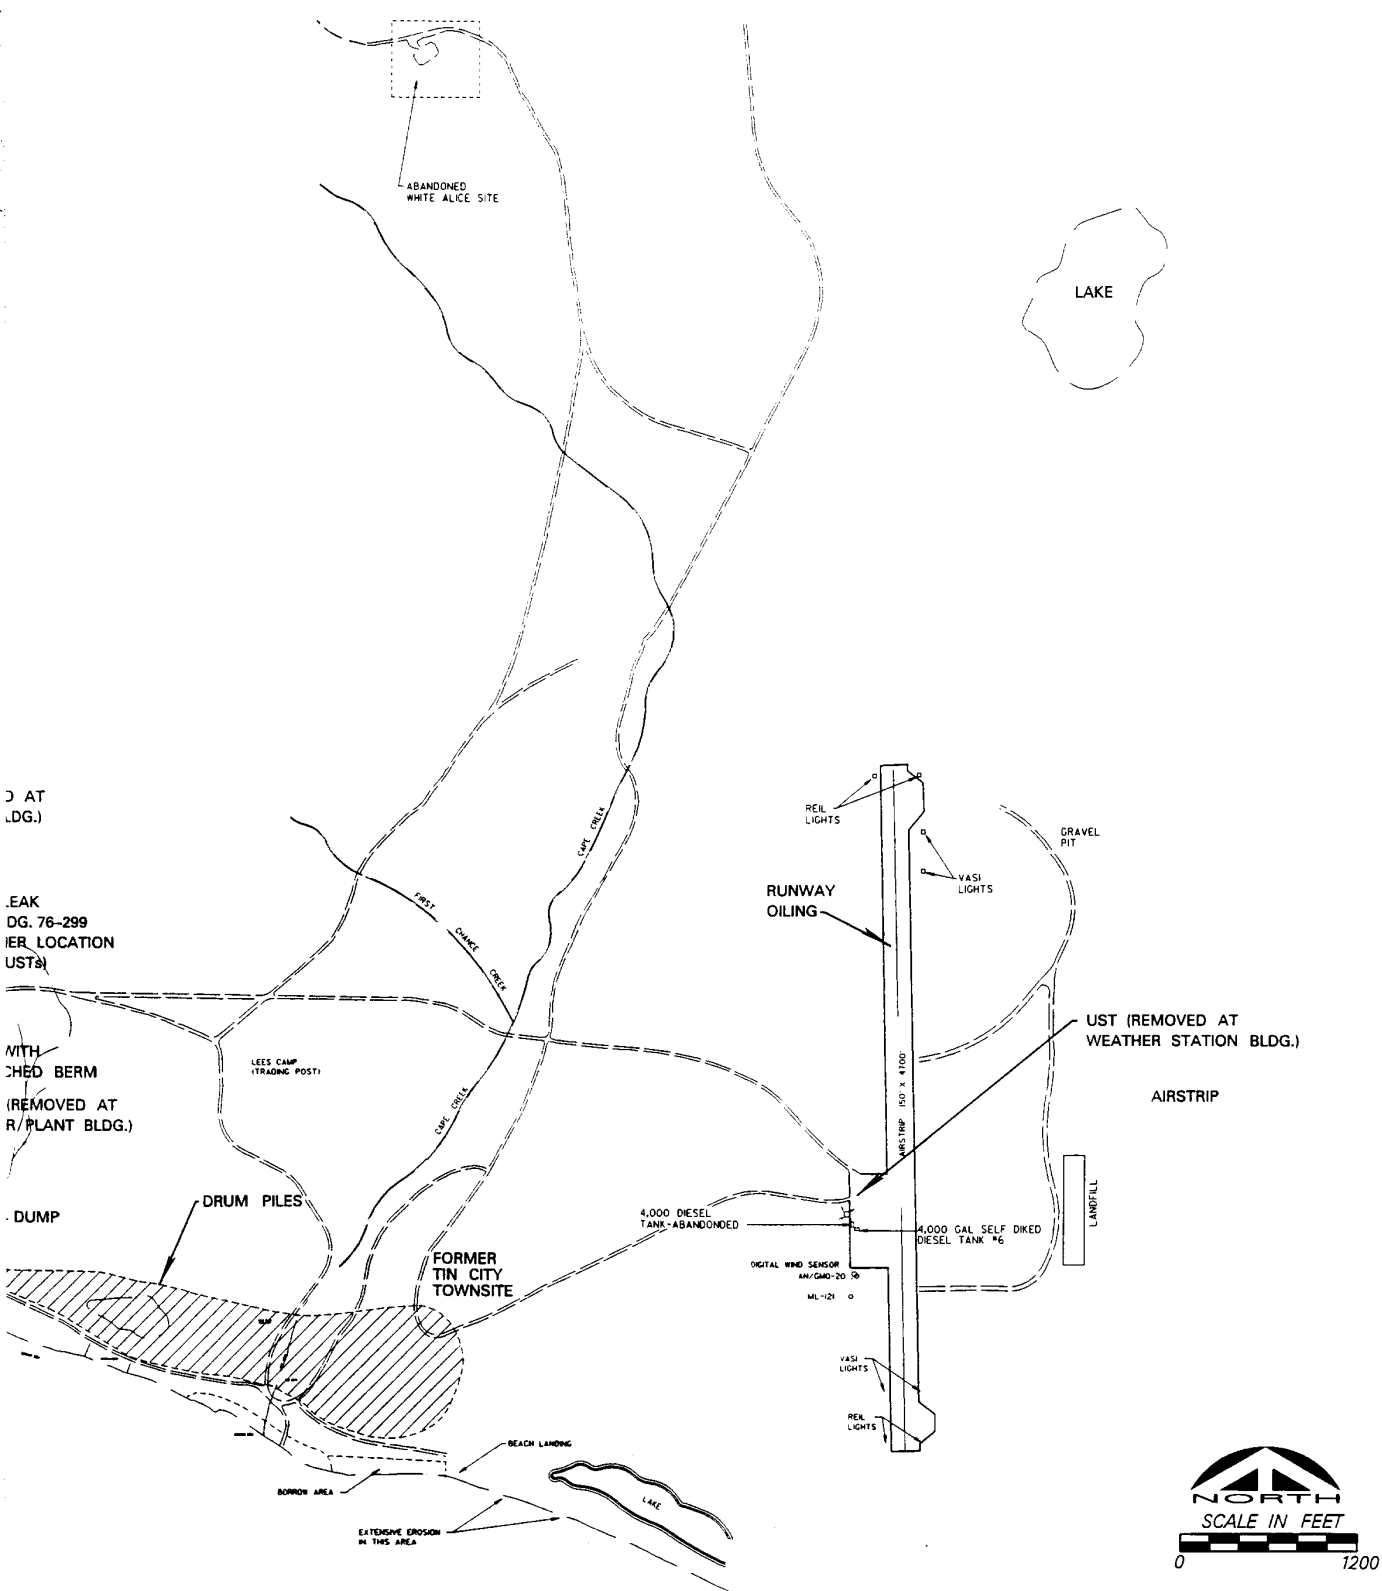 ABANDONED
WHITE ALICE SITE
LAKE
D AT
LDG.)
REIL
LIGHTS
CAPE CREEK
GRAVEL
PIT
VASI
LIGHTS
RUNWAY
OILING
FIRST CHANCE CREEK
LEAK
DG. 76-299
IER LOCATION
USTs)
UST (REMOVED AT
WEATHER STATION BLDG.)
WITH
CHED BERM
LEES CAMP
(TRADING POST)
AIRSTRIP 150' X 4700'
AIRSTRIP
(REMOVED AT
R/PLANT BLDG.)
CAPE CREEK
DRUM PILES
DUMP
4,000 DIESEL
TANK-ABANDONDED
4,000 GAL SELF DIKED
DIESEL TANK #6
LANDFILL
FORMER
TIN CITY
TOWNSITE
DIGITAL WIND SENSOR
AN/GMQ-20
ML-121
VASI
LIGHTS
REIL
LIGHTS
BEACH LANDING
BORROW AREA
LAKE
EXTENSIVE EROSION
IN THIS AREA
NORTH
SCALE IN FEET
0 1200